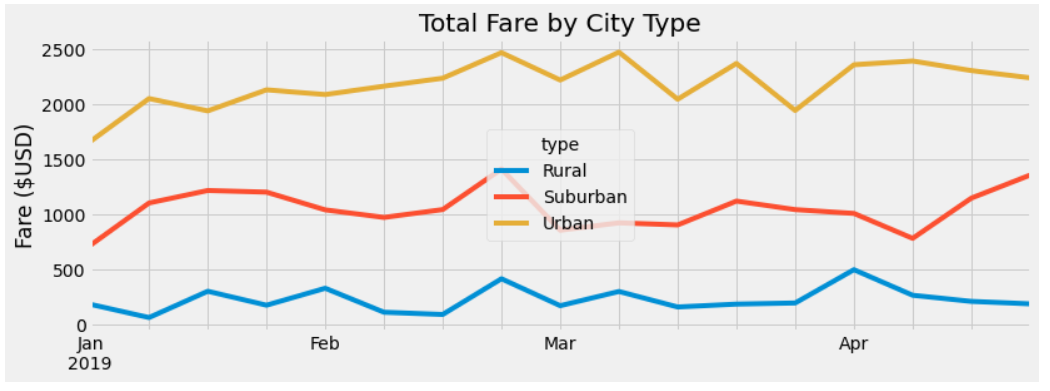 Total Fare by City Type
Fare ($USD)
2500
2000
1500
1000
500
0
type
Rural
Suburban
Urban
Jan Feb Mar Apr
2019